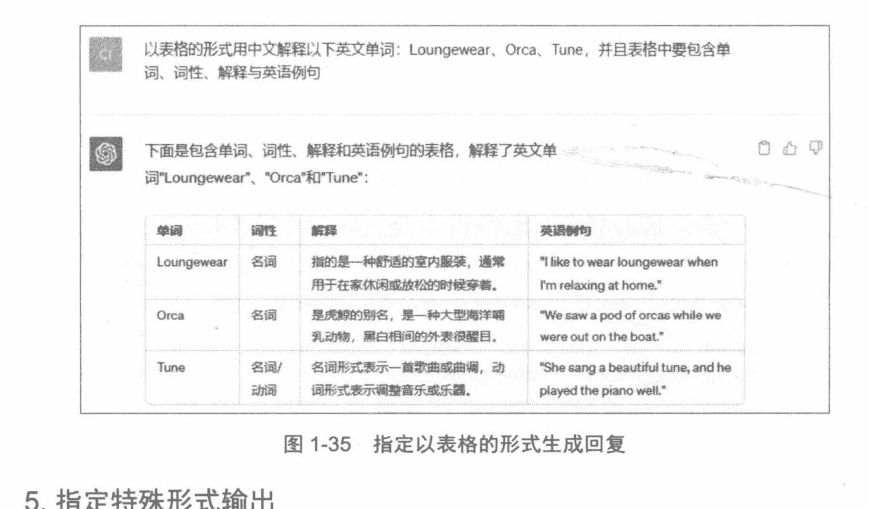 CI
以表格的形式用中文解释以下英文单词：Loungewear、Orca、Tune，并且表格中要包含单
词、词性、解释与英语例句
下面是包含单词、词性、解释和英语例句的表格，解释了英文单
词"Loungewear"、"Orca"和"Tune"：
单词 词性 解释 英语例句
Loungewear 名词 指的是一种舒适的室内服装，通常 "I like to wear loungewear when
用于在家休闲或放松的时候穿着。 I'm relaxing at home."
Orca 名词 是虎鲸的别名，是一种大型海洋哺 "We saw a pod of orcas while we
乳动物，黑白相间的外表很醒目。 were out on the boat."
Tune 名词/ 名词形式表示一首歌曲或曲调，动 "She sang a beautiful tune, and he
动词 词形式表示调整音乐或乐器。 played the piano well."
图 1-35 指定以表格的形式生成回复
5. 指定特殊形式输出